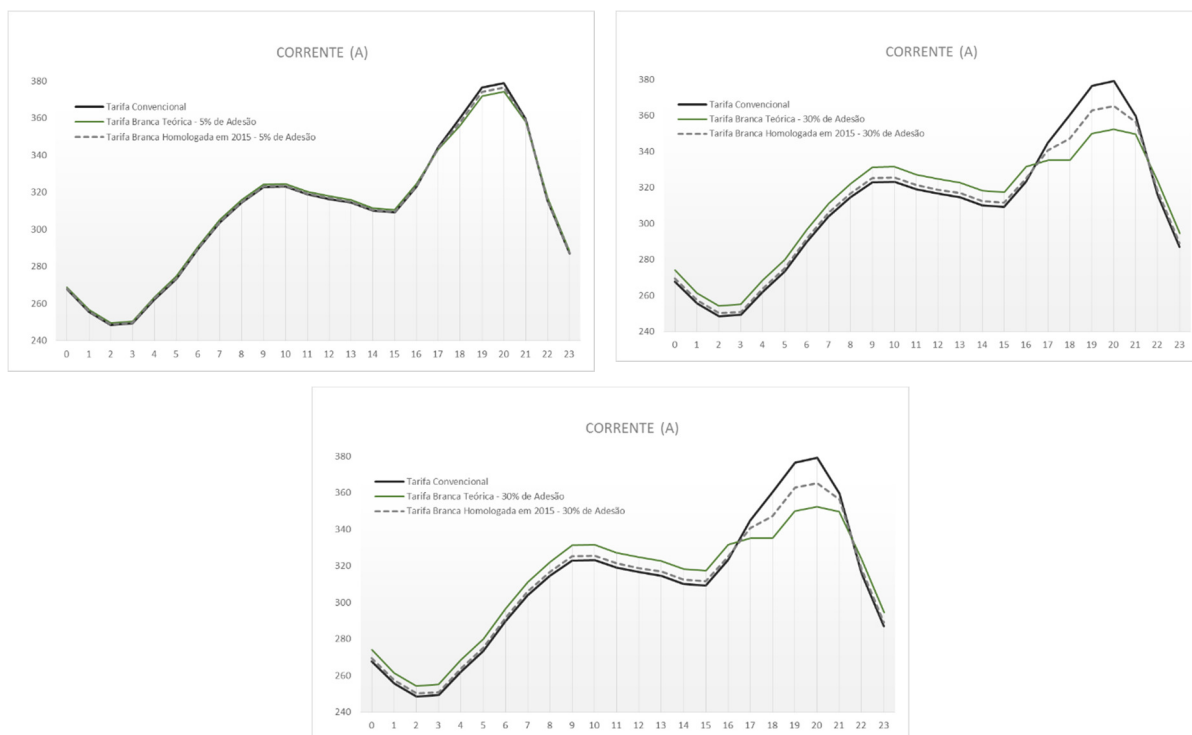 CORRENTE (A)
380
360
340
320
300
280
260
240
Tarifa Convencional
Tarifa Branca Teórica - 5% de Adesão
Tarifa Branca Homologada em 2015 - 5% de Adesão
0 1 2 3 4 5 6 7 8 9 10 11 12 13 14 15 16 17 18 19 20 21 22 23
CORRENTE (A)
380
360
340
320
300
280
260
240
Tarifa Convencional
Tarifa Branca Teórica - 30% de Adesão
Tarifa Branca Homologada em 2015 - 30% de Adesão
0 1 2 3 4 5 6 7 8 9 10 11 12 13 14 15 16 17 18 19 20 21 22 23
CORRENTE (A)
380
360
340
320
300
280
260
240
Tarifa Convencional
Tarifa Branca Teórica - 30% de Adesão
Tarifa Branca Homologada em 2015 - 30% de Adesão
0 1 2 3 4 5 6 7 8 9 10 11 12 13 14 15 16 17 18 19 20 21 22 23